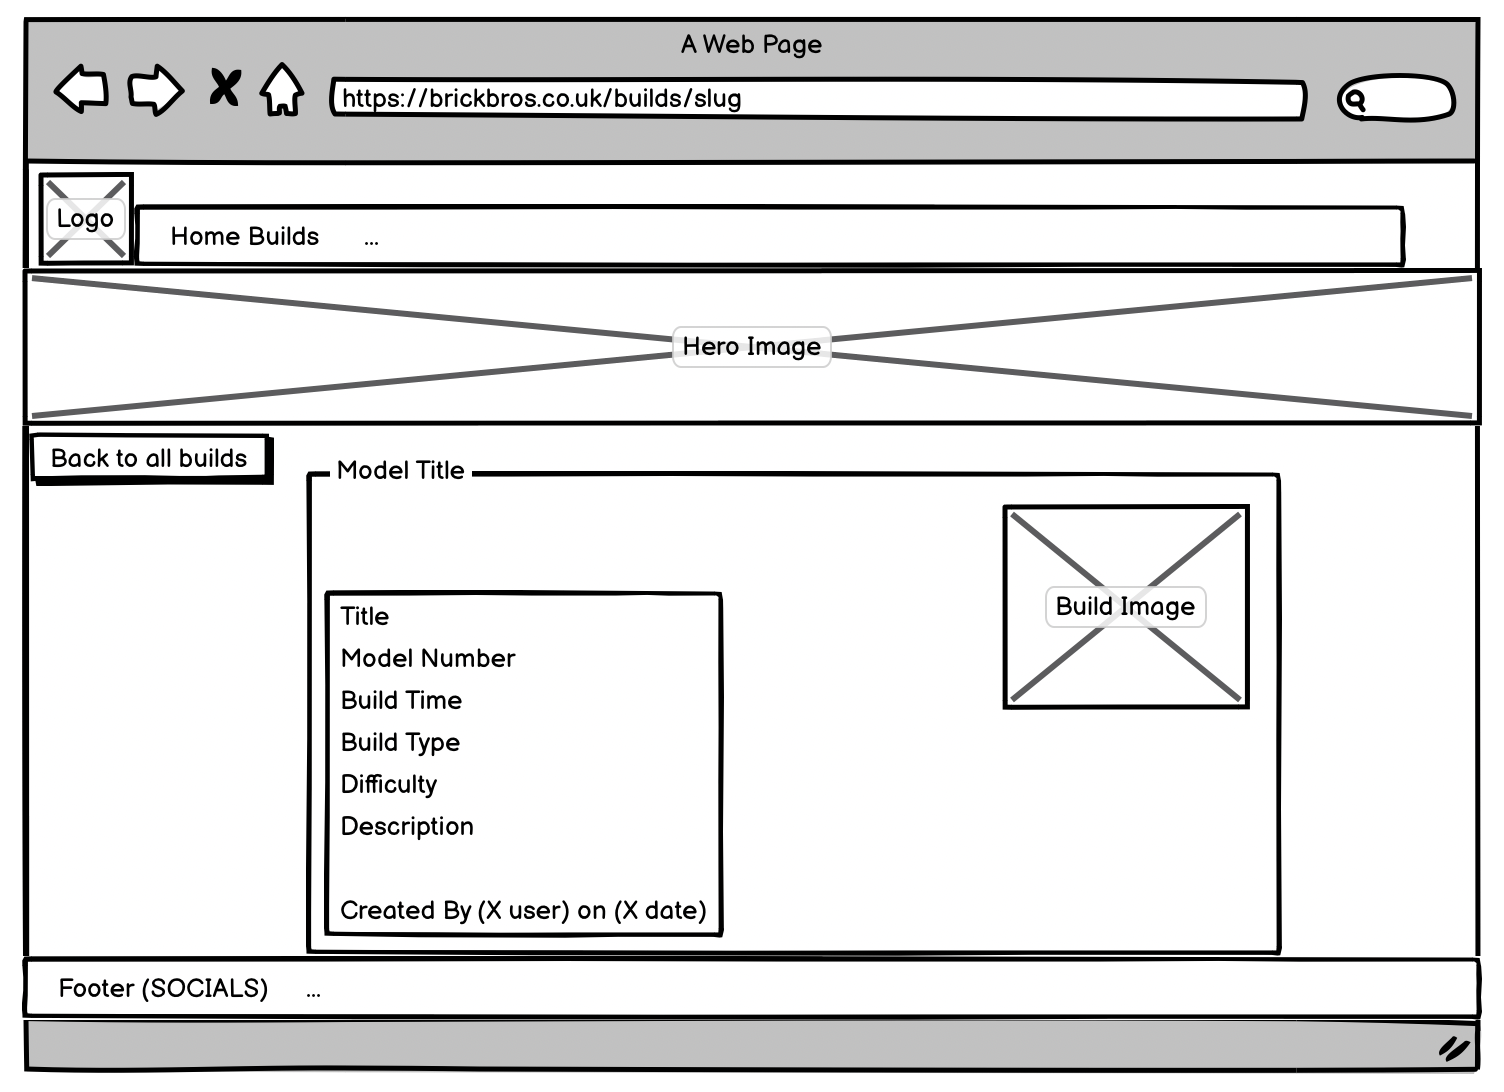 A Web Page
https://brickbros.co.uk/builds/slug
Logo
Home Builds ...
Hero Image
Back to all builds
Model Title
Build Image
Title
Model Number
Build Time
Build Type
Difficulty
Description
Created By (X user) on (X date)
Footer (SOCIALS) ...